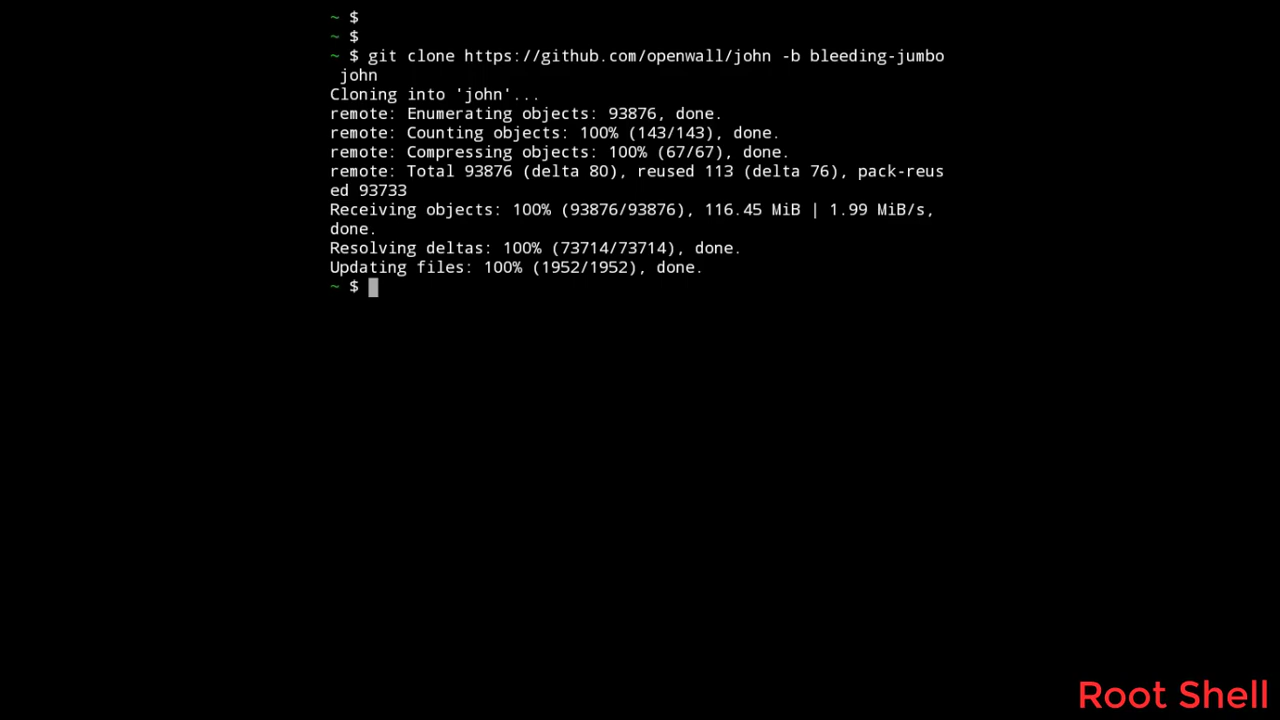 ~ $
~ $
~ $ git clone https://github.com/openwall/john -b bleeding-jumbo
john
Cloning into 'john'...
remote: Enumerating objects: 93876, done.
remote: Counting objects: 100% (143/143), done.
remote: Compressing objects: 100% (67/67), done.
remote: Total 93876 (delta 80), reused 113 (delta 76), pack-reus
ed 93733
Receiving objects: 100% (93876/93876), 116.45 MiB | 1.99 MiB/s,
done.
Resolving deltas: 100% (73714/73714), done.
Updating files: 100% (1952/1952), done.
~ $
Root Shell